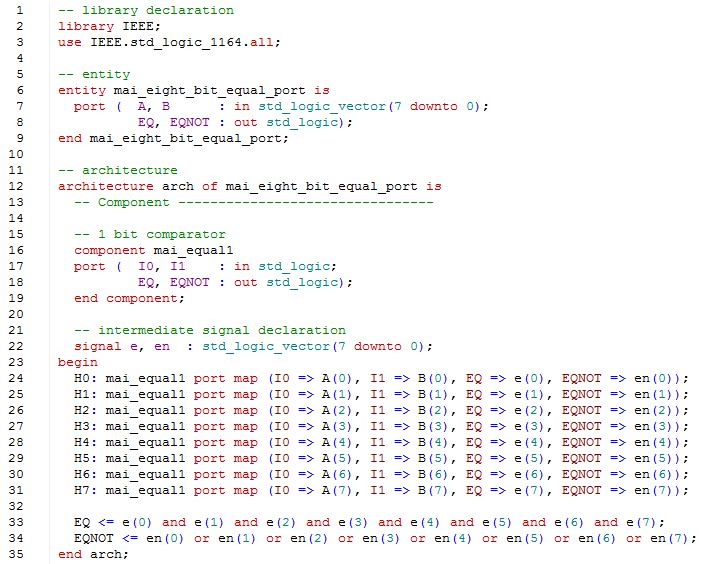 1 -- library declaration
2 library IEEE;
3 use IEEE.std_logic_1164.all;
4
5 -- entity
6 entity mai_eight_bit_equal_port is
7 port ( A, B : in std_logic_vector(7 downto 0);
8 EQ, EQNOT : out std_logic);
9 end mai_eight_bit_equal_port;
10
11 -- architecture
12 architecture arch of mai_eight_bit_equal_port is
13 -- Component --------------------------------
14
15 -- 1 bit comparator
16 component mai_equal1
17 port ( I0, I1 : in std_logic;
18 EQ, EQNOT : out std_logic);
19 end component;
20
21 -- intermediate signal declaration
22 signal e, en : std_logic_vector(7 downto 0);
23 begin
24 H0: mai_equal1 port map (I0 => A(0), I1 => B(0), EQ => e(0), EQNOT => en(0));
25 H1: mai_equal1 port map (I0 => A(1), I1 => B(1), EQ => e(1), EQNOT => en(1));
26 H2: mai_equal1 port map (I0 => A(2), I1 => B(2), EQ => e(2), EQNOT => en(2));
27 H3: mai_equal1 port map (I0 => A(3), I1 => B(3), EQ => e(3), EQNOT => en(3));
28 H4: mai_equal1 port map (I0 => A(4), I1 => B(4), EQ => e(4), EQNOT => en(4));
29 H5: mai_equal1 port map (I0 => A(5), I1 => B(5), EQ => e(5), EQNOT => en(5));
30 H6: mai_equal1 port map (I0 => A(6), I1 => B(6), EQ => e(6), EQNOT => en(6));
31 H7: mai_equal1 port map (I0 => A(7), I1 => B(7), EQ => e(7), EQNOT => en(7));
32
33 EQ <= e(0) and e(1) and e(2) and e(3) and e(4) and e(5) and e(6) and e(7);
34 EQNOT <= en(0) or en(1) or en(2) or en(3) or en(4) or en(5) or en(6) or en(7);
35 end arch;